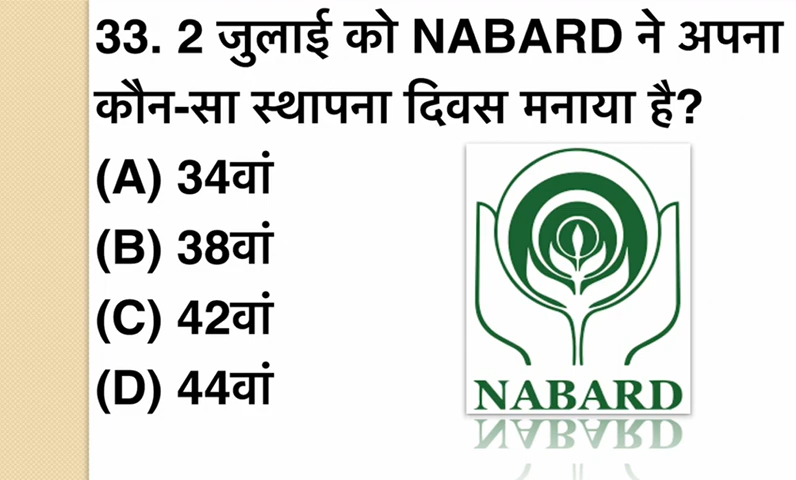 33. 2 जुलाई को NABARD ने अपना
कौन-सा स्थापना दिवस मनाया है?
(A) 34वां
(B) 38वां
(C) 42वां
(D) 44वां
NABARD